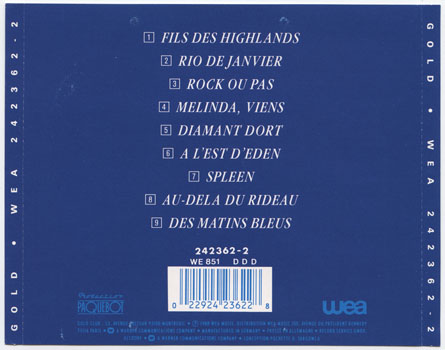 GOLD • WEA 242362-2
1 FILS DES HIGHLANDS
2 RIO DE JANVIER
3 ROCK OU PAS
4 MELINDA, VIENS
5 DIAMANT DORT
6 A L'EST D'EDEN
7 SPLEEN
8 AU-DELA DU RIDEAU
9 DES MATINS BLEUS
242362-2
WE 851 D D D
0 22924 23622 8
Production
PAQUEBOT
wea
GOLD • WEA 242362-2